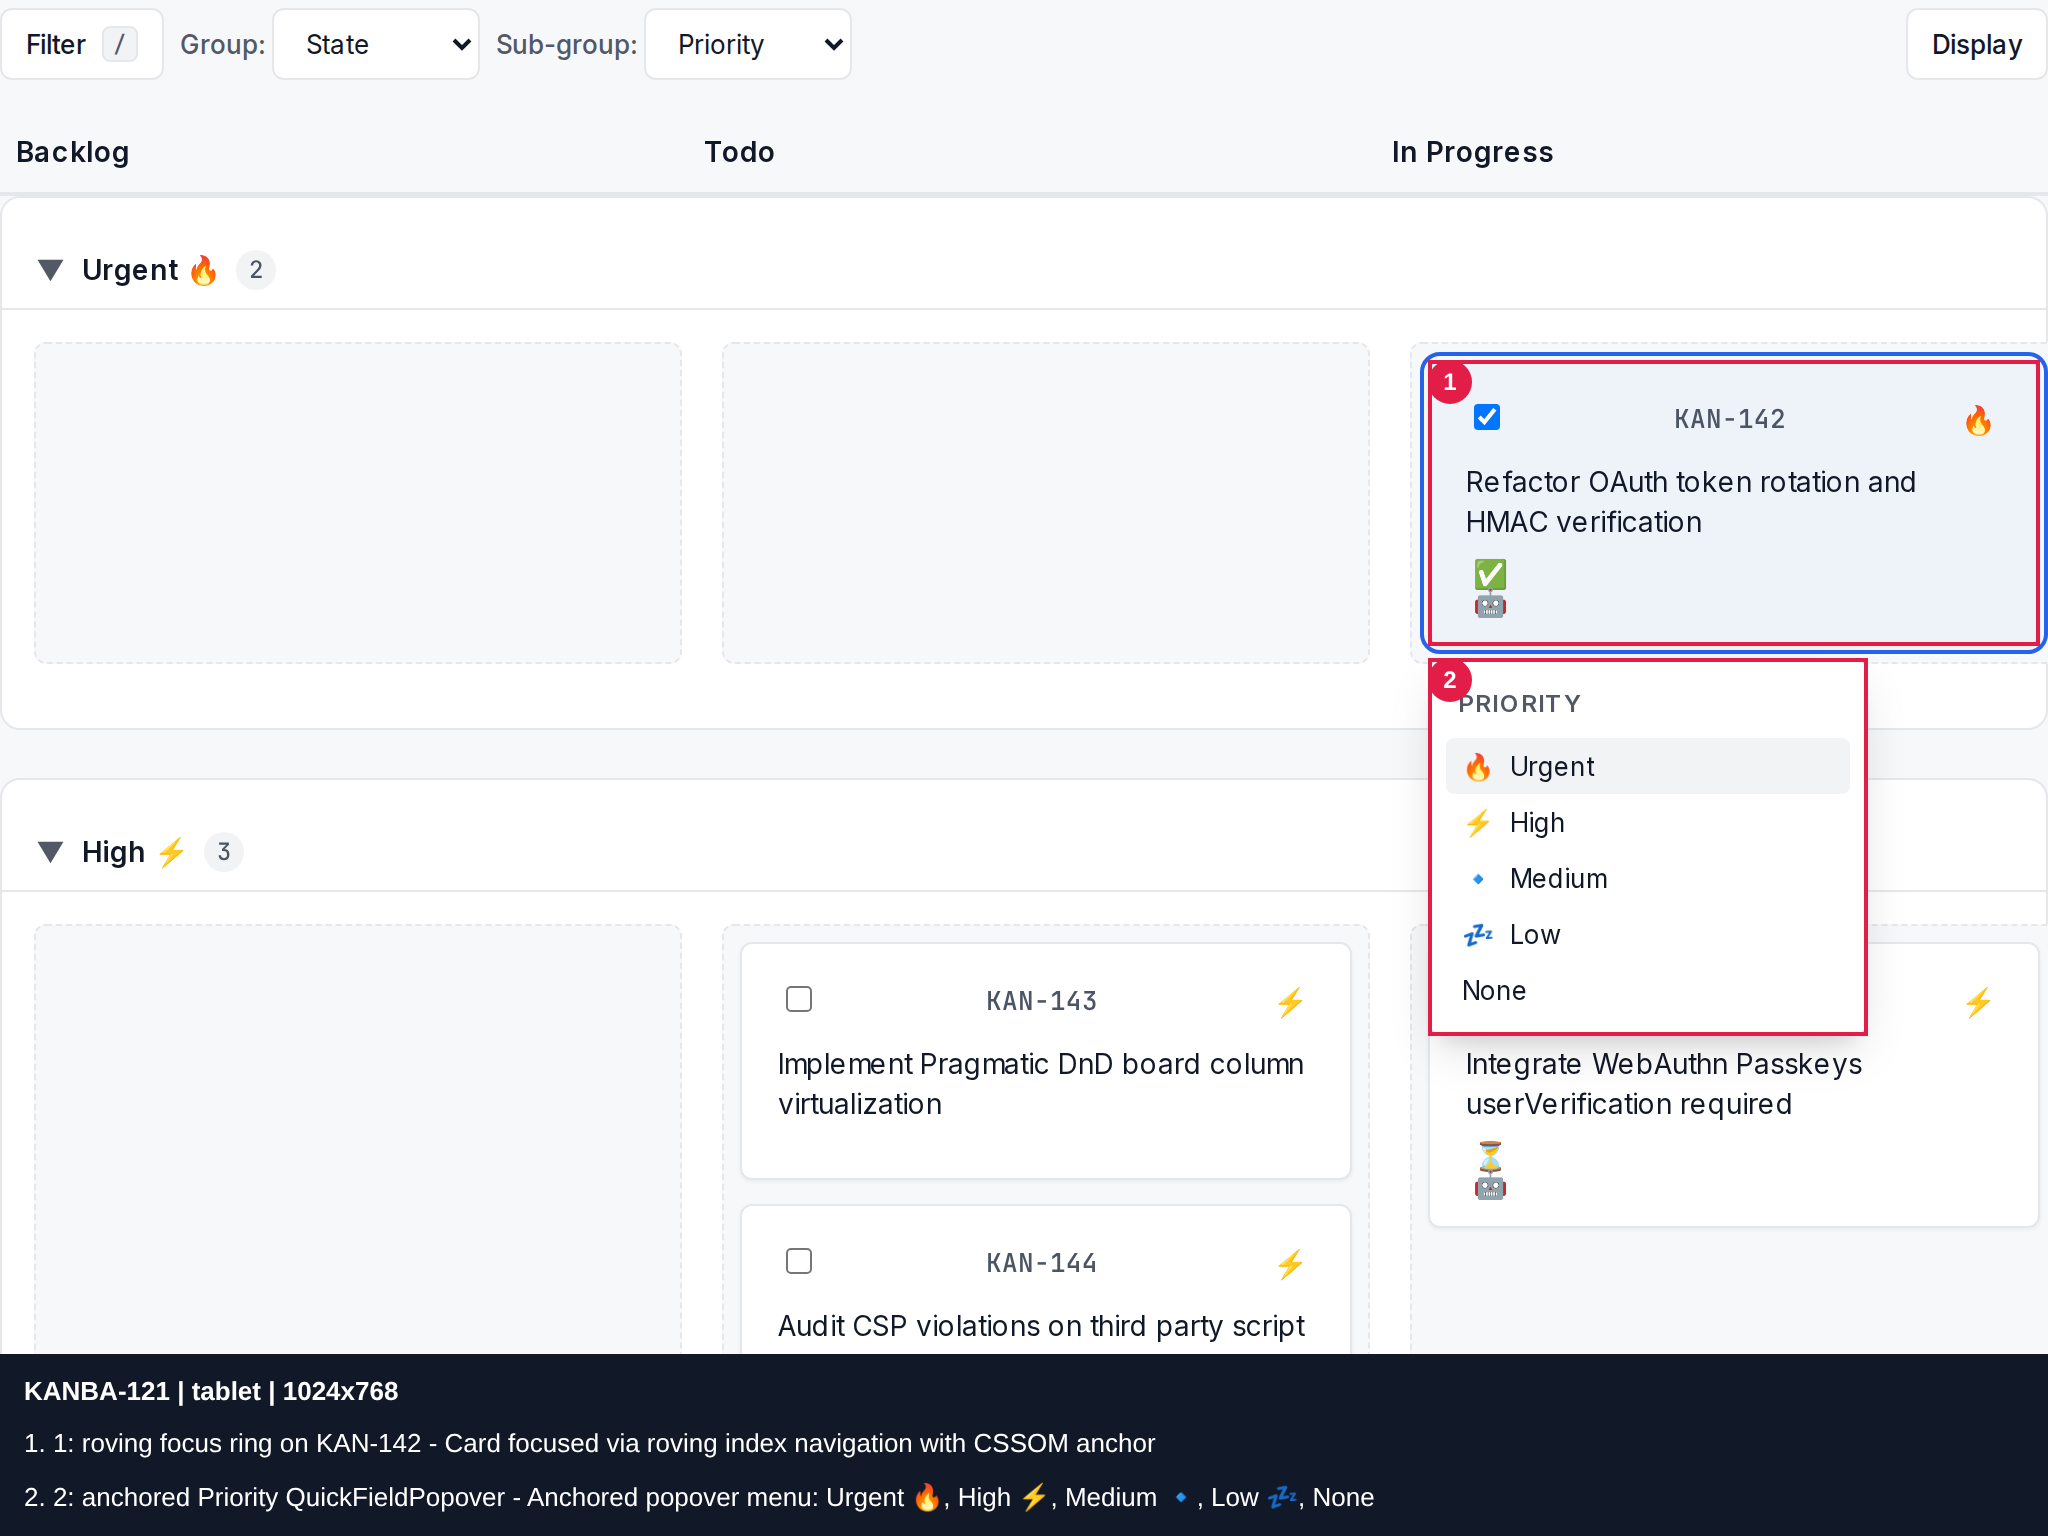 Filter / Group: State Sub-group: Priority Display
Backlog Todo In Progress
Urgent 🔥 2
1
KAN-142 🔥
Refactor OAuth token rotation and
HMAC verification
2
PRIORITY
🔥 Urgent
⚡ High
🔹 Medium
💤 Low
None
High ⚡ 3
KAN-143 ⚡
Implement Pragmatic DnD board column
virtualization
KAN-144 ⚡
Audit CSP violations on third party script
Integrate WebAuthn Passkeys
userVerification required
KANBA-121 | tablet | 1024x768
1. 1: roving focus ring on KAN-142 - Card focused via roving index navigation with CSSOM anchor
2. 2: anchored Priority QuickFieldPopover - Anchored popover menu: Urgent 🔥, High ⚡, Medium 🔹, Low 💤, None